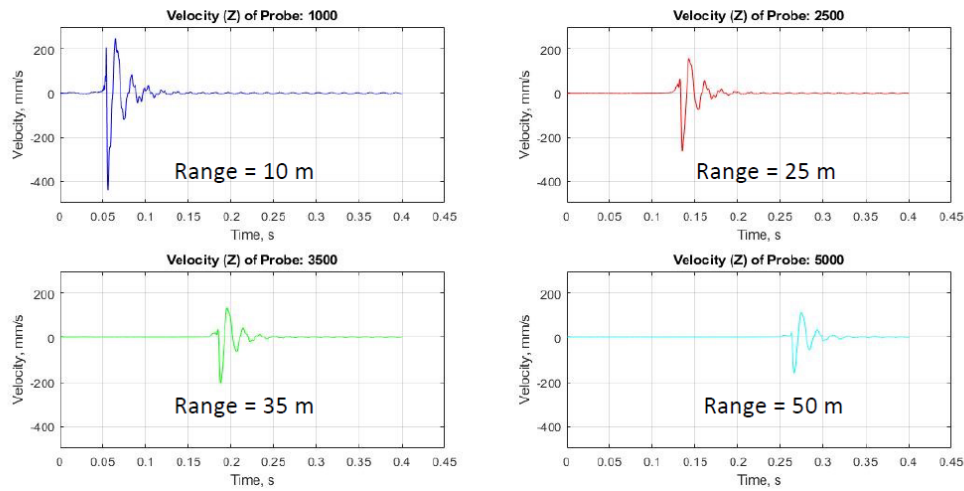 Velocity (Z) of Probe: 1000
Velocity, mm/s
200
0
-200
-400
Range = 10 m
0 0.05 0.1 0.15 0.2 0.25 0.3 0.35 0.4 0.45
Time, s
Velocity (Z) of Probe: 2500
Velocity, mm/s
200
0
-200
-400
Range = 25 m
0 0.05 0.1 0.15 0.2 0.25 0.3 0.35 0.4 0.45
Time, s
Velocity (Z) of Probe: 3500
Velocity, mm/s
200
0
-200
-400
Range = 35 m
0 0.05 0.1 0.15 0.2 0.25 0.3 0.35 0.4 0.45
Time, s
Velocity (Z) of Probe: 5000
Velocity, mm/s
200
0
-200
-400
Range = 50 m
0 0.05 0.1 0.15 0.2 0.25 0.3 0.35 0.4 0.45
Time, s